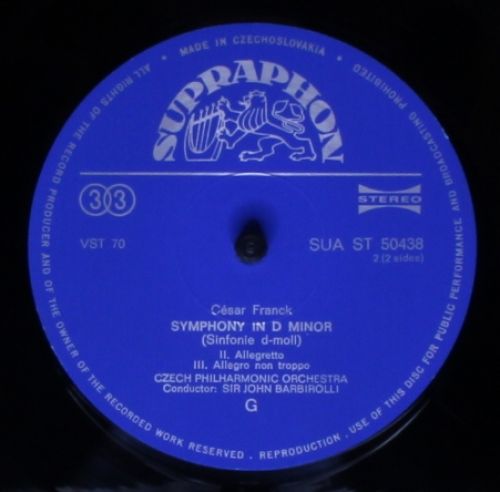 MADE IN CZECHOSLOVAKIA
ALL RIGHTS OF THE RECORD PRODUCER AND OF THE OWNER OF THE RECORDED WORK RESERVED . REPRODUCTION . USE OF THIS DISC FOR PUBLIC PERFORMANCE AND BROADCASTING PROHIBITED
SUPRAPHON
33
STEREO
VST 70
SUA ST 50438
2.(2 sides)
César Franck
SYMPHONY IN D MINOR
(Sinfonie d-moll)
II. Allegretto
III. Allegro non troppo
CZECH PHILHARMONIC ORCHESTRA
Conductor: SIR JOHN BARBIROLLI
G